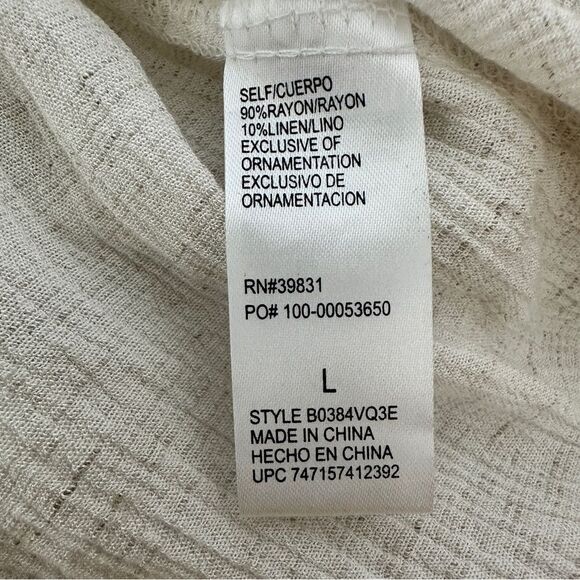 SELF/CUERPO
90%RAYON/RAYON
10%LINEN/LINO
EXCLUSIVE OF
ORNAMENTATION
EXCLUSIVO DE
ORNAMENTACION
RN#39831
PO# 100-00053650
L
STYLE B0384VQ3E
MADE IN CHINA
HECHO EN CHINA
UPC 747157412392